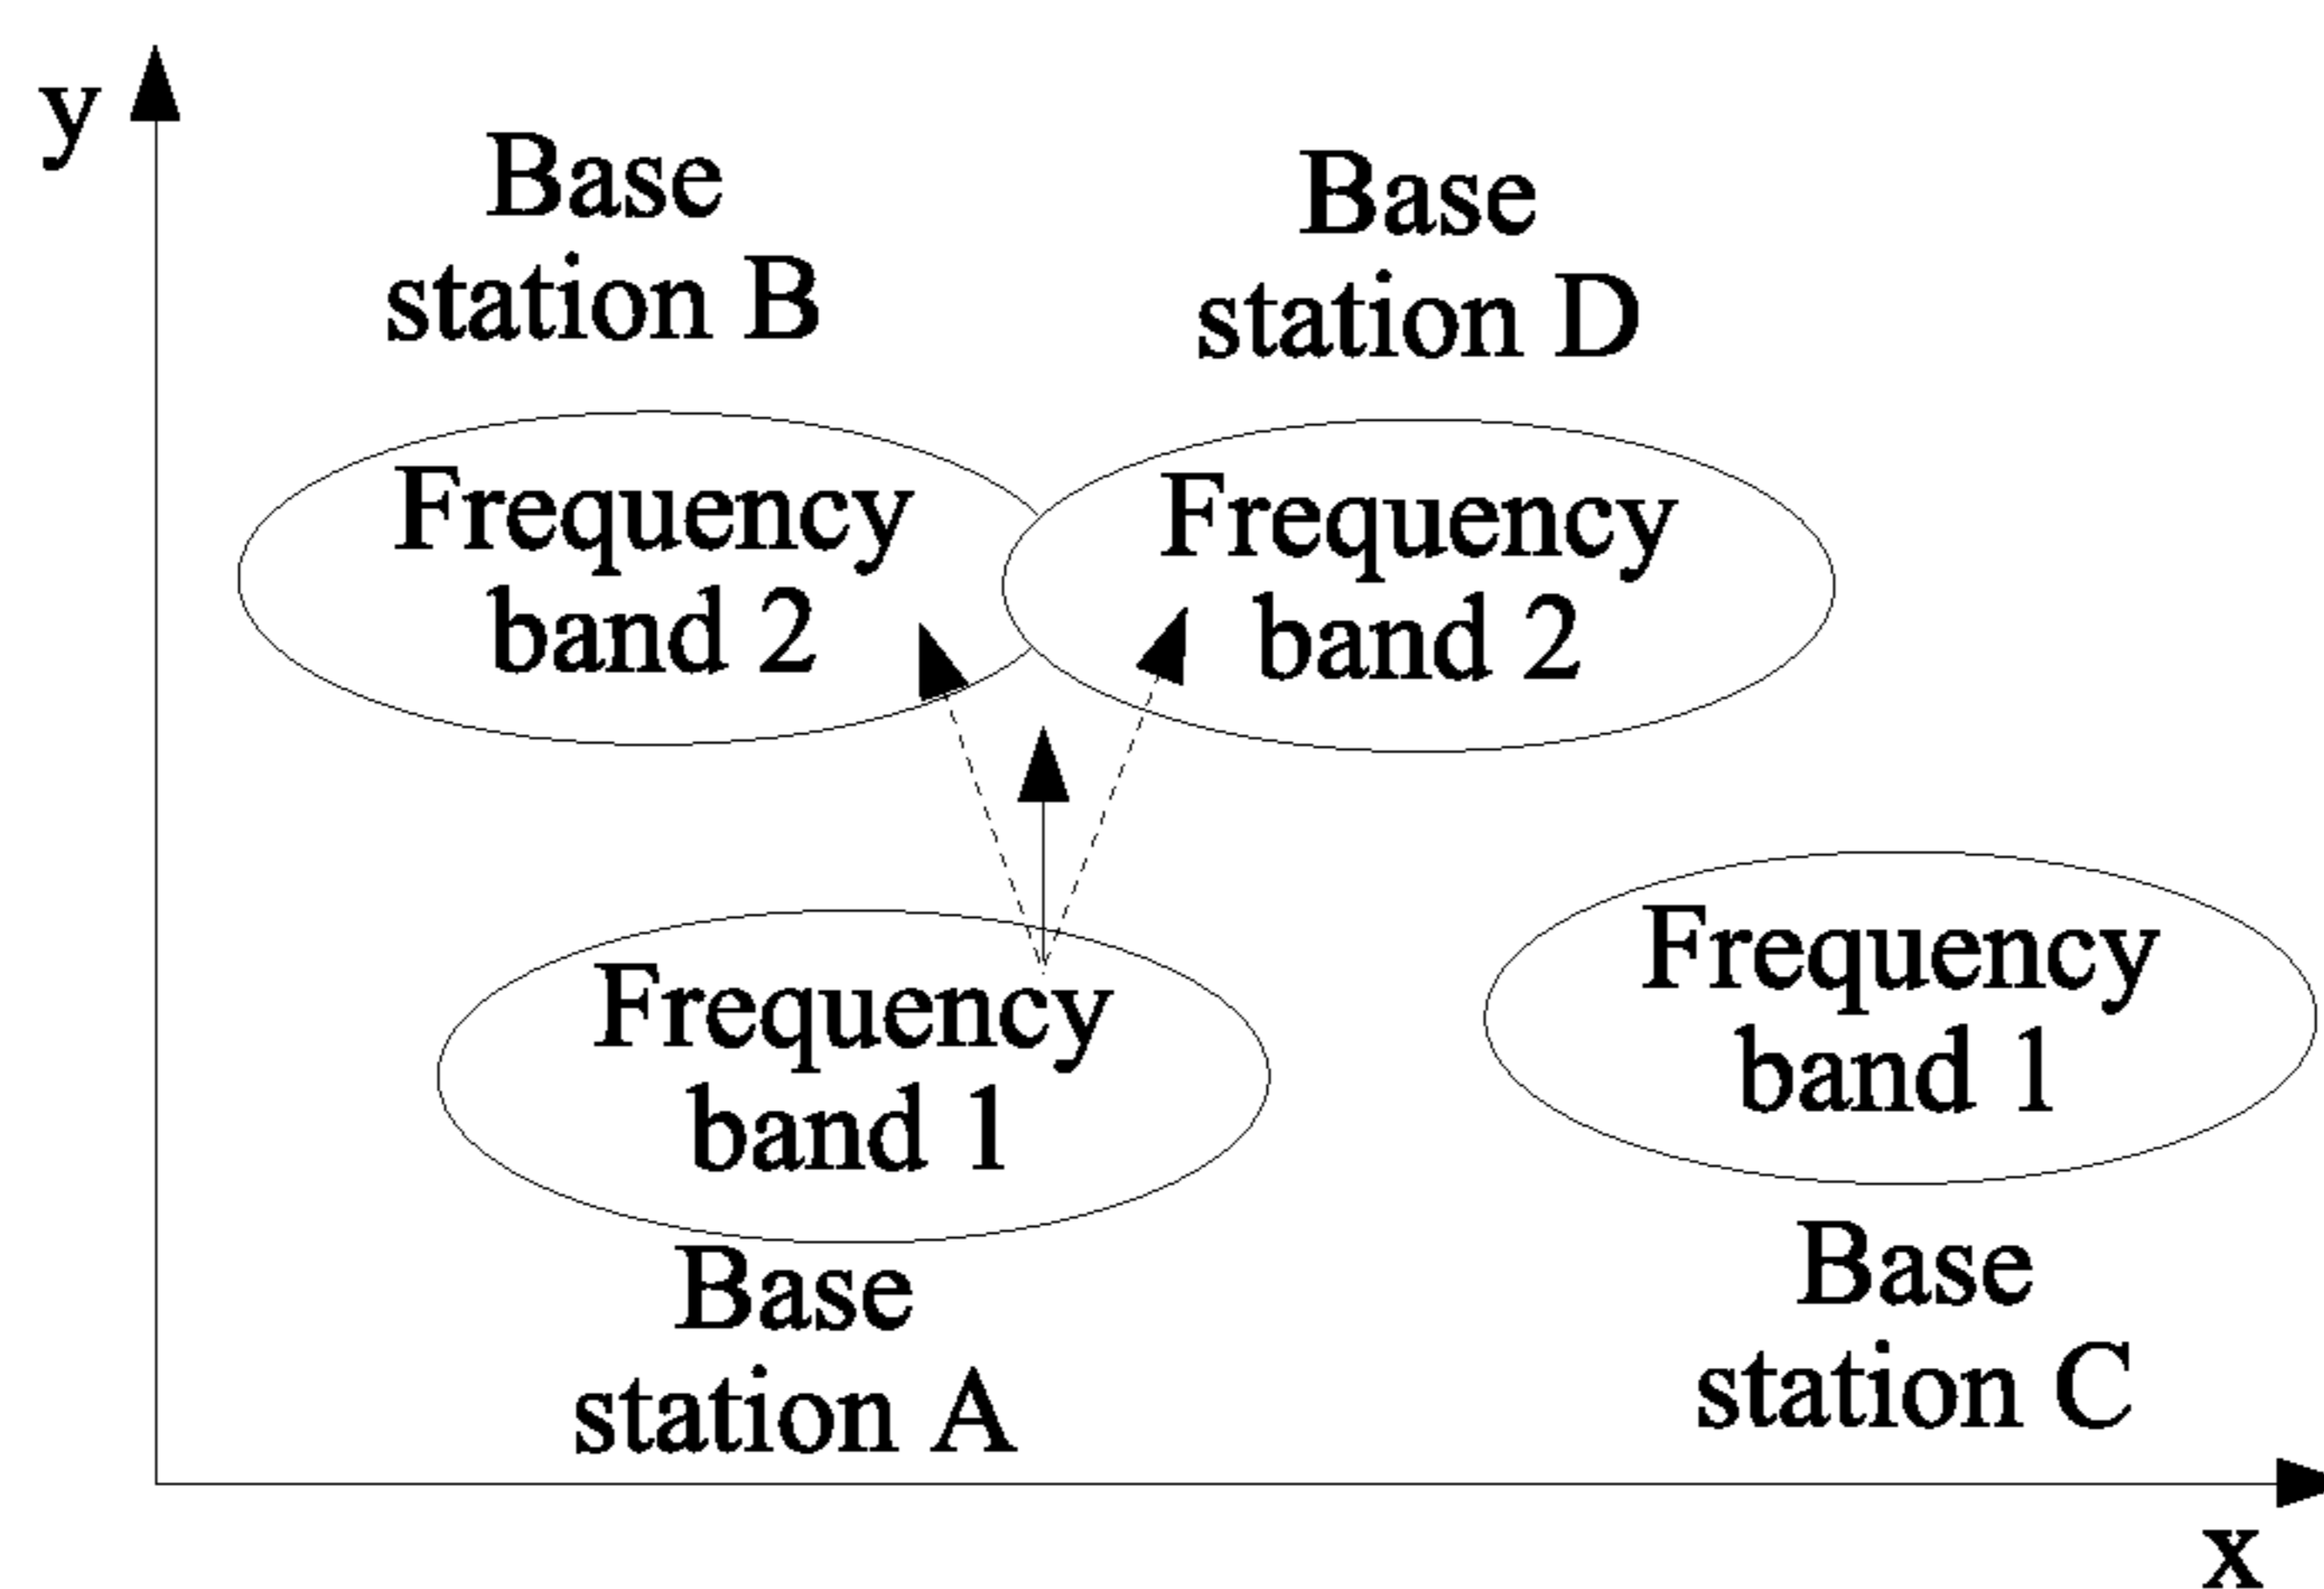 y
Base
station B
Base
station D
Frequency
band 2
Frequency
band 2
Frequency
band 1
Base
station A
Frequency
band 1
Base
station C
x